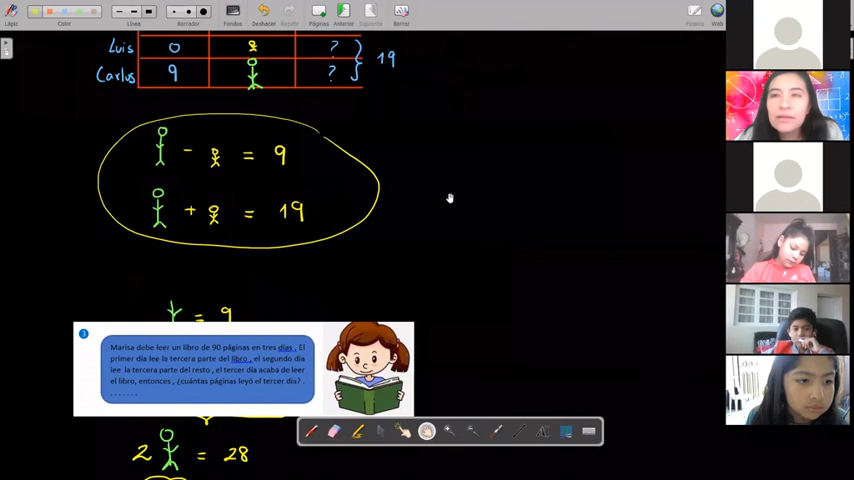 Lápiz Color Línea Borrador Fondos Deshacer Repetir Páginas Anterior Siguiente Borrar Pizarra Web
Luis 0 ? 19
Carlos 9 ?
- = 9
+ = 19
= 9
3
Marisa debe leer un libro de 90 páginas en tres días . El
primer día lee la tercera parte del libro , el segundo día
lee la tercera parte del resto , el tercer día acaba de leer
el libro, entonces , ¿cuántas páginas leyó el tercer día? .
. . . . . . .
2 = 28